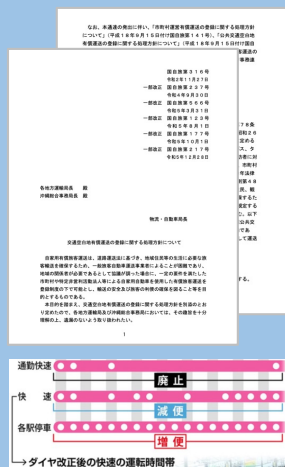 なお、本通達の発出に伴い、「市町村運営有償運送の登録に関する処理方針
について」（平成１８年９月１５日付け国自旅第１４１号）、「公共交通空白地
有償運送の登録に関する処理方針について」（平成１８年９月１５日付け国自
国自旅第３１６号
令和２年１１月２７日
一部改正 国自旅第２３７号
令和４年９月３０日
一部改正 国自旅第５６６号
令和５年３月３１日
一部改正 国自旅第１２３号
令和５年８月１日
一部改正 国自旅第１７７号
令和５年１０月１日
一部改正 国自旅第２１７号
令和５年１２月２８日
各地方運輸局長 殿
沖縄総合事務局長 殿
物流・自動車局長
交通空白地有償運送の登録に関する処理方針について
自家用有償旅客運送は、道路運送法に基づき、地域住民等の生活に必要な旅
客輸送を確保するため、一般旅客自動車運送事業者によることが困難であり、
地域の関係者が必要であるとして協議が調った場合に、一定の要件を満たした
市町村や特定非営利活動法人等による自家用自動車を使用した有償旅客運送を
登録制度の下で可能とし、輸送の安全及び旅客の利便の確保を図ること等を目
的とするものである。
本目的を踏まえ、交通空白地有償運送の登録に関する処理方針を別添のとお
り定めたので、各地方運輸局及び沖縄総合事務局においては、その趣旨を十分
理解の上、遺漏のないよう取り扱われたい。
1
通勤快速
廃止
快 速
減便
各駅停車
増便
→ダイヤ改正後の快速の運転時間帯